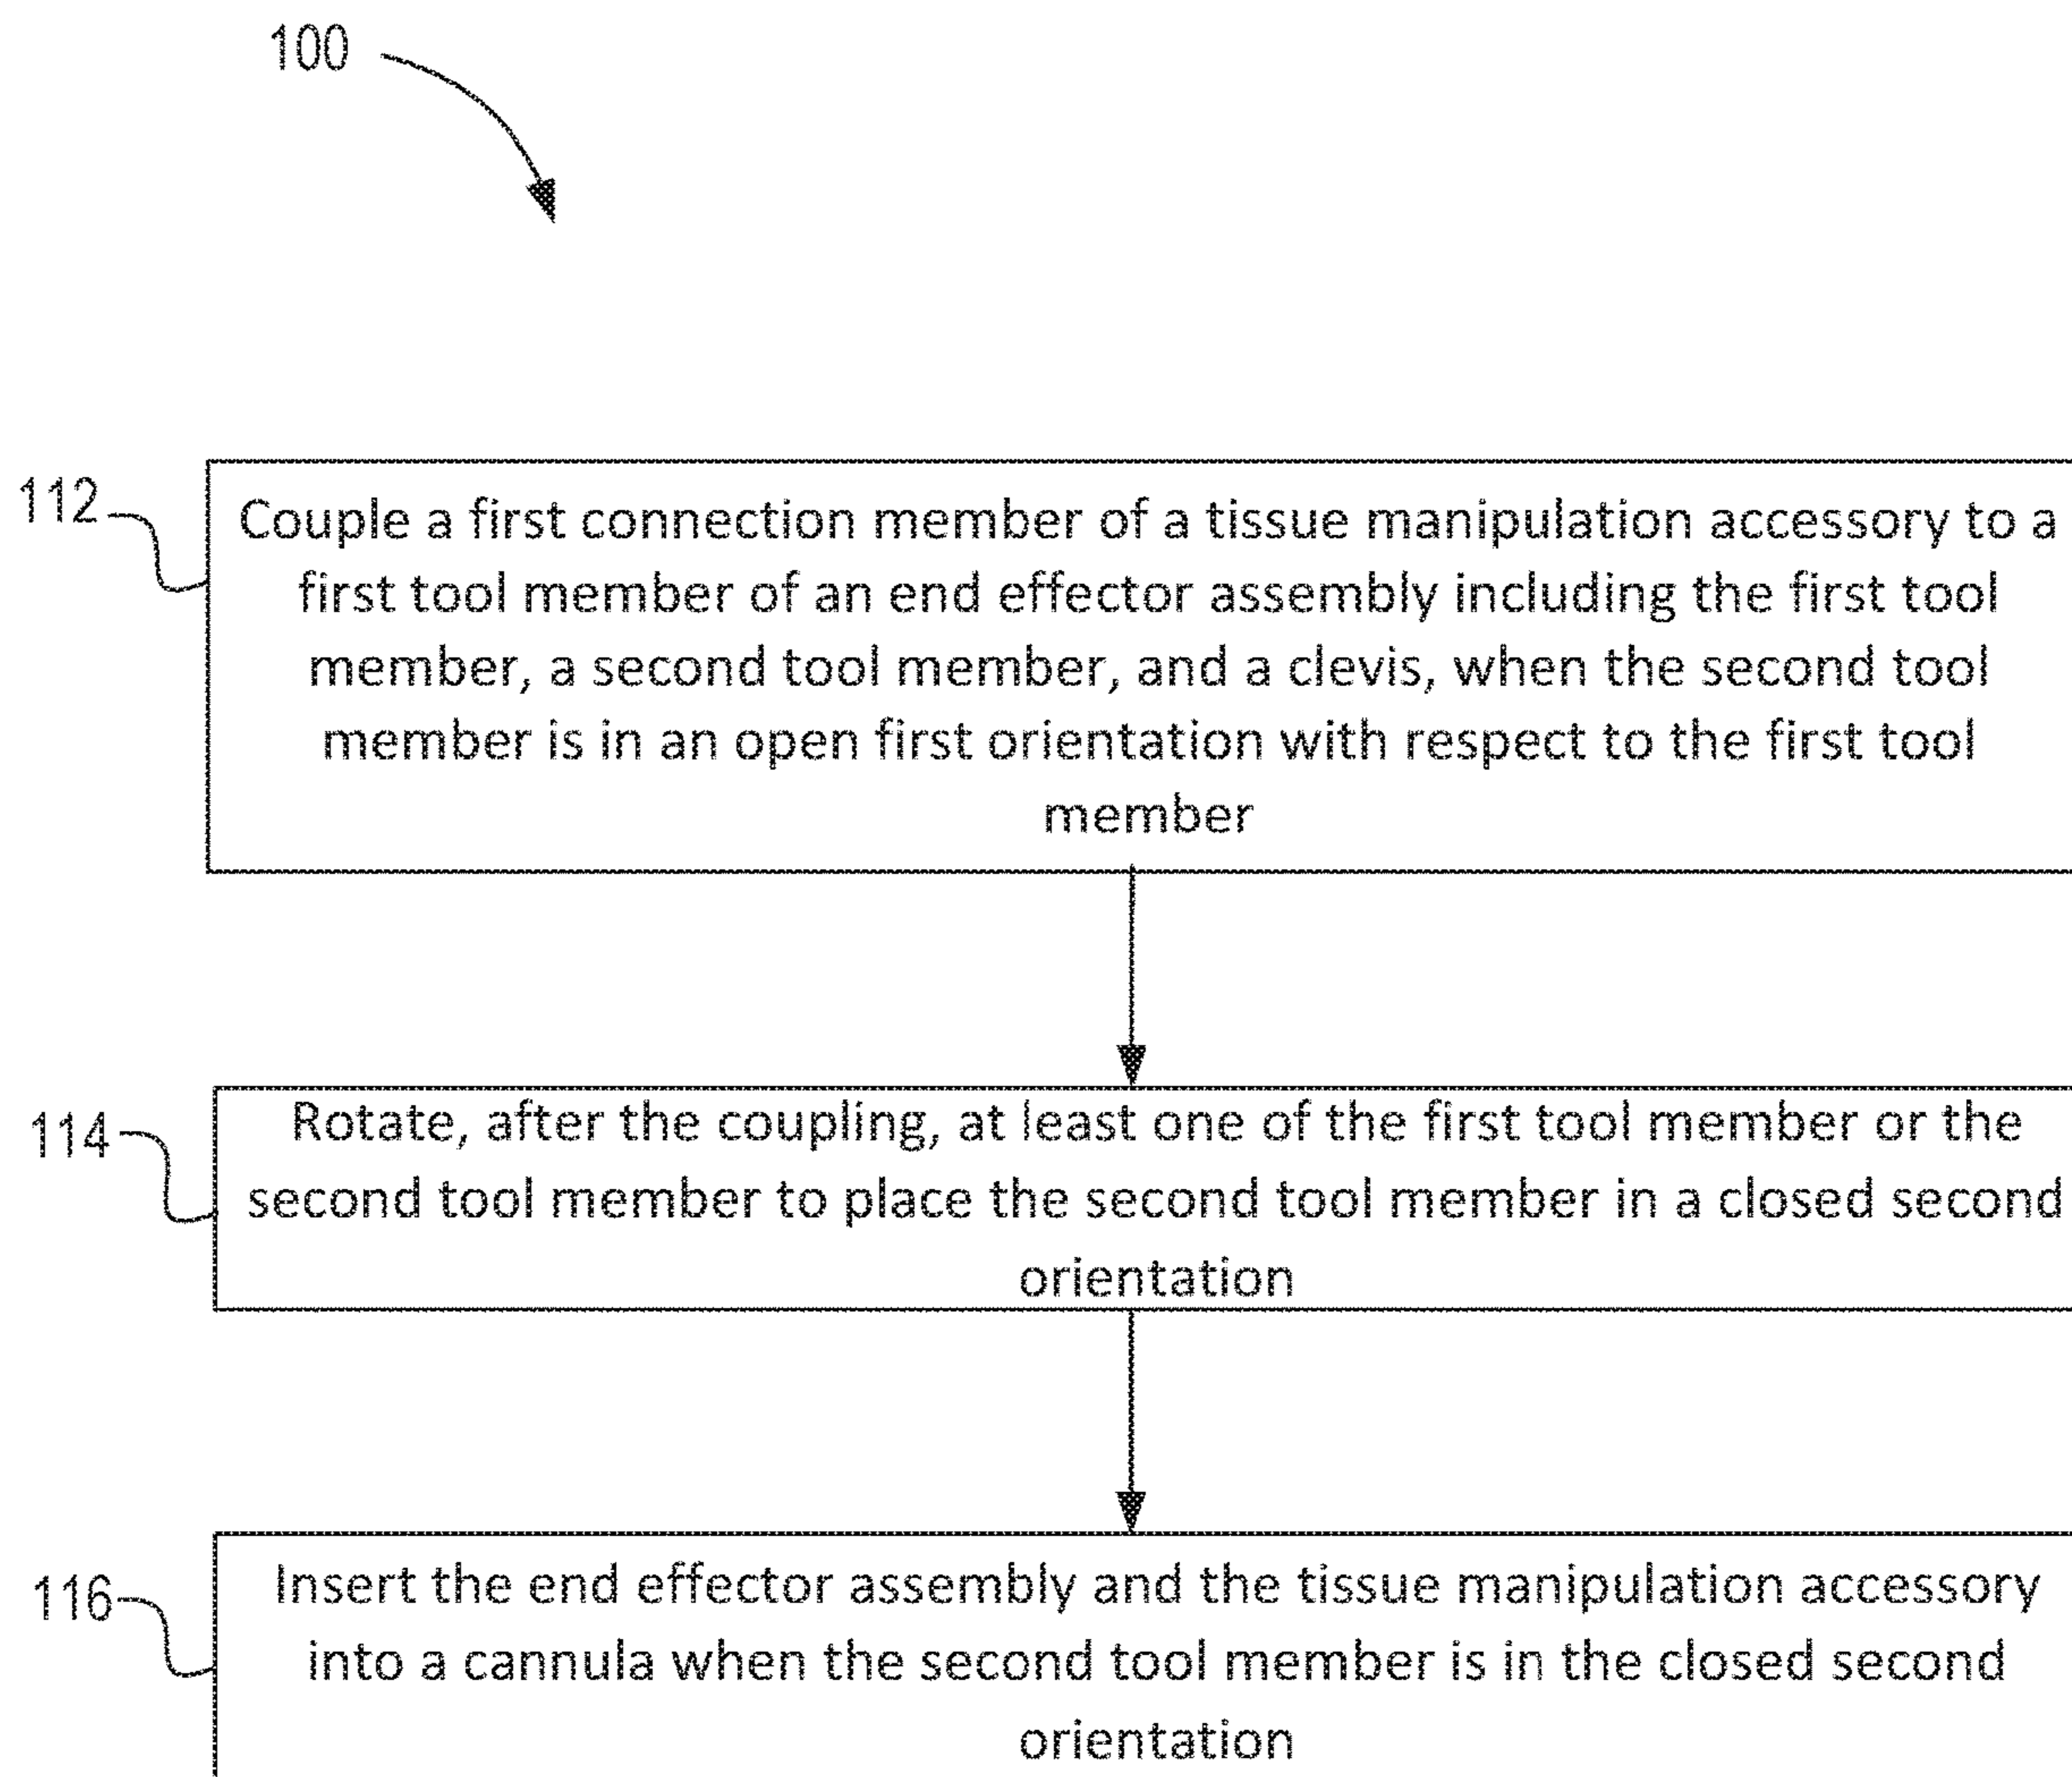 100
112
Couple a first connection member of a tissue manipulation accessory to a
first tool member of an end effector assembly including the first tool
member, a second tool member, and a clevis, when the second tool
member is in an open first orientation with respect to the first tool
member
114
Rotate, after the coupling, at least one of the first tool member or the
second tool member to place the second tool member in a closed second
orientation
116
Insert the end effector assembly and the tissue manipulation accessory
into a cannula when the second tool member is in the closed second
orientation